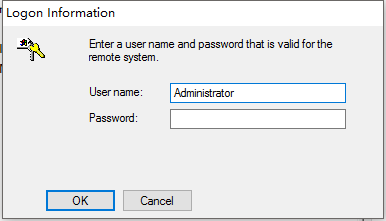 Logon Information
Enter a user name and password that is valid for the
remote system.
User name: Administrator
Password:
OK Cancel